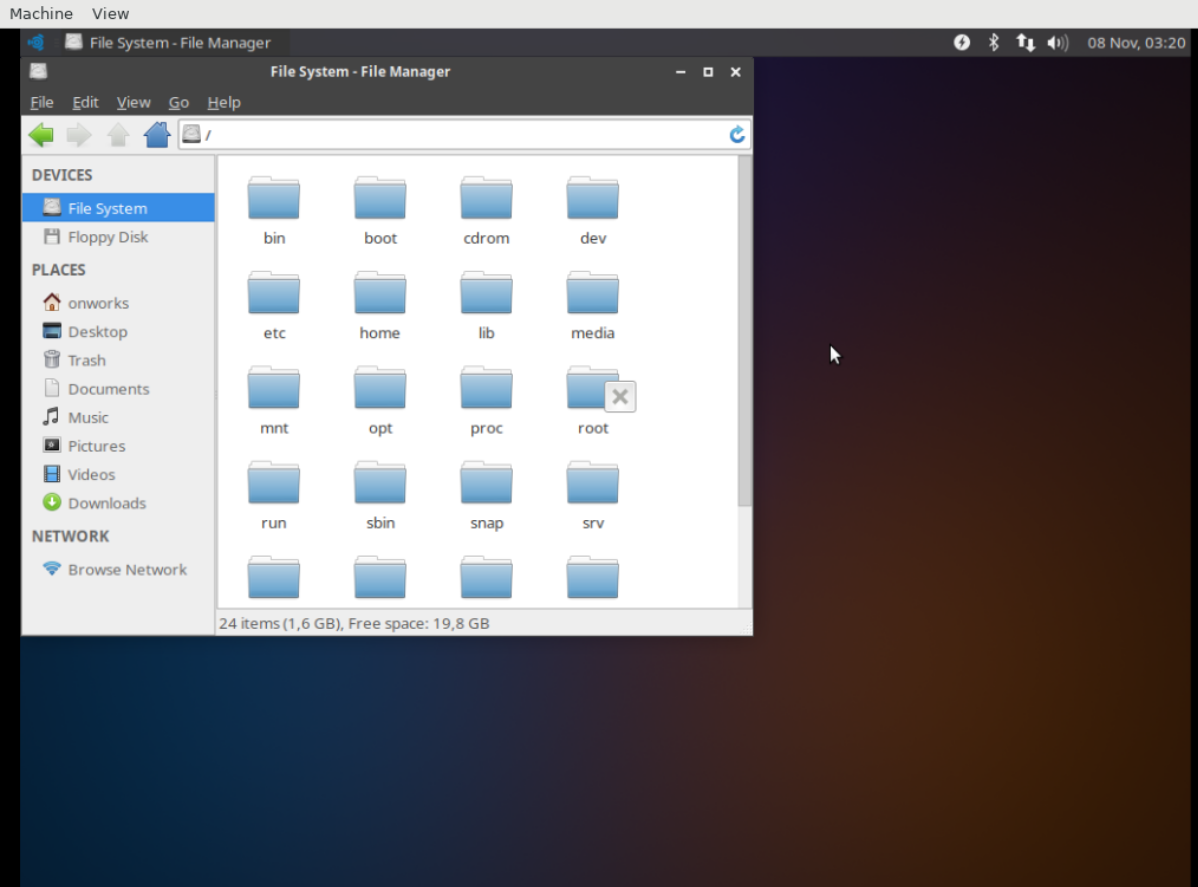 Machine View
File System - File Manager
08 Nov, 03:20
File System - File Manager
File Edit View Go Help
/
DEVICES
File System
Floppy Disk
PLACES
onworks
Desktop
Trash
Documents
Music
Pictures
Videos
Downloads
NETWORK
Browse Network
bin boot cdrom dev
etc home lib media
mnt opt proc root
run sbin snap srv
24 items (1,6 GB), Free space: 19,8 GB